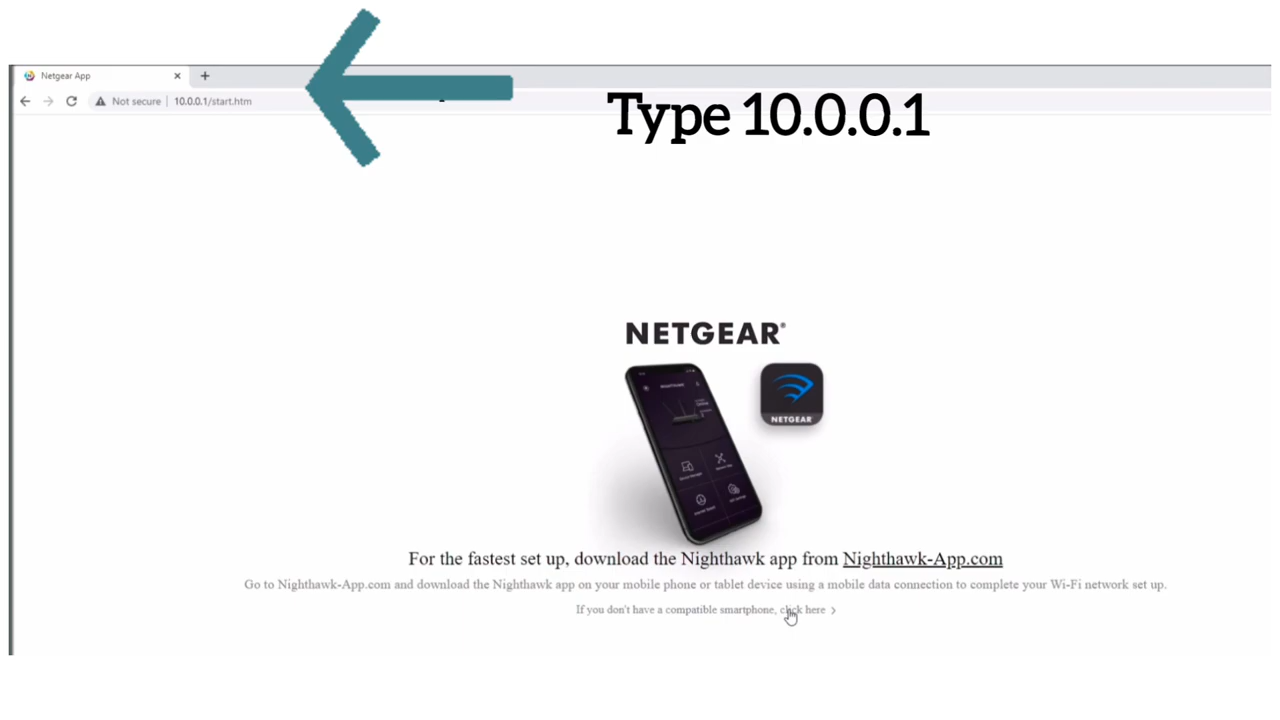 Netgear App
Not secure | 10.0.0.1/start.htm
Type 10.0.0.1
NETGEAR®
NETGEAR
For the fastest set up, download the Nighthawk app from Nighthawk-App.com
Go to Nighthawk-App.com and download the Nighthawk app on your mobile phone or tablet device using a mobile data connection to complete your Wi-Fi network set up.
If you don't have a compatible smartphone, click here >